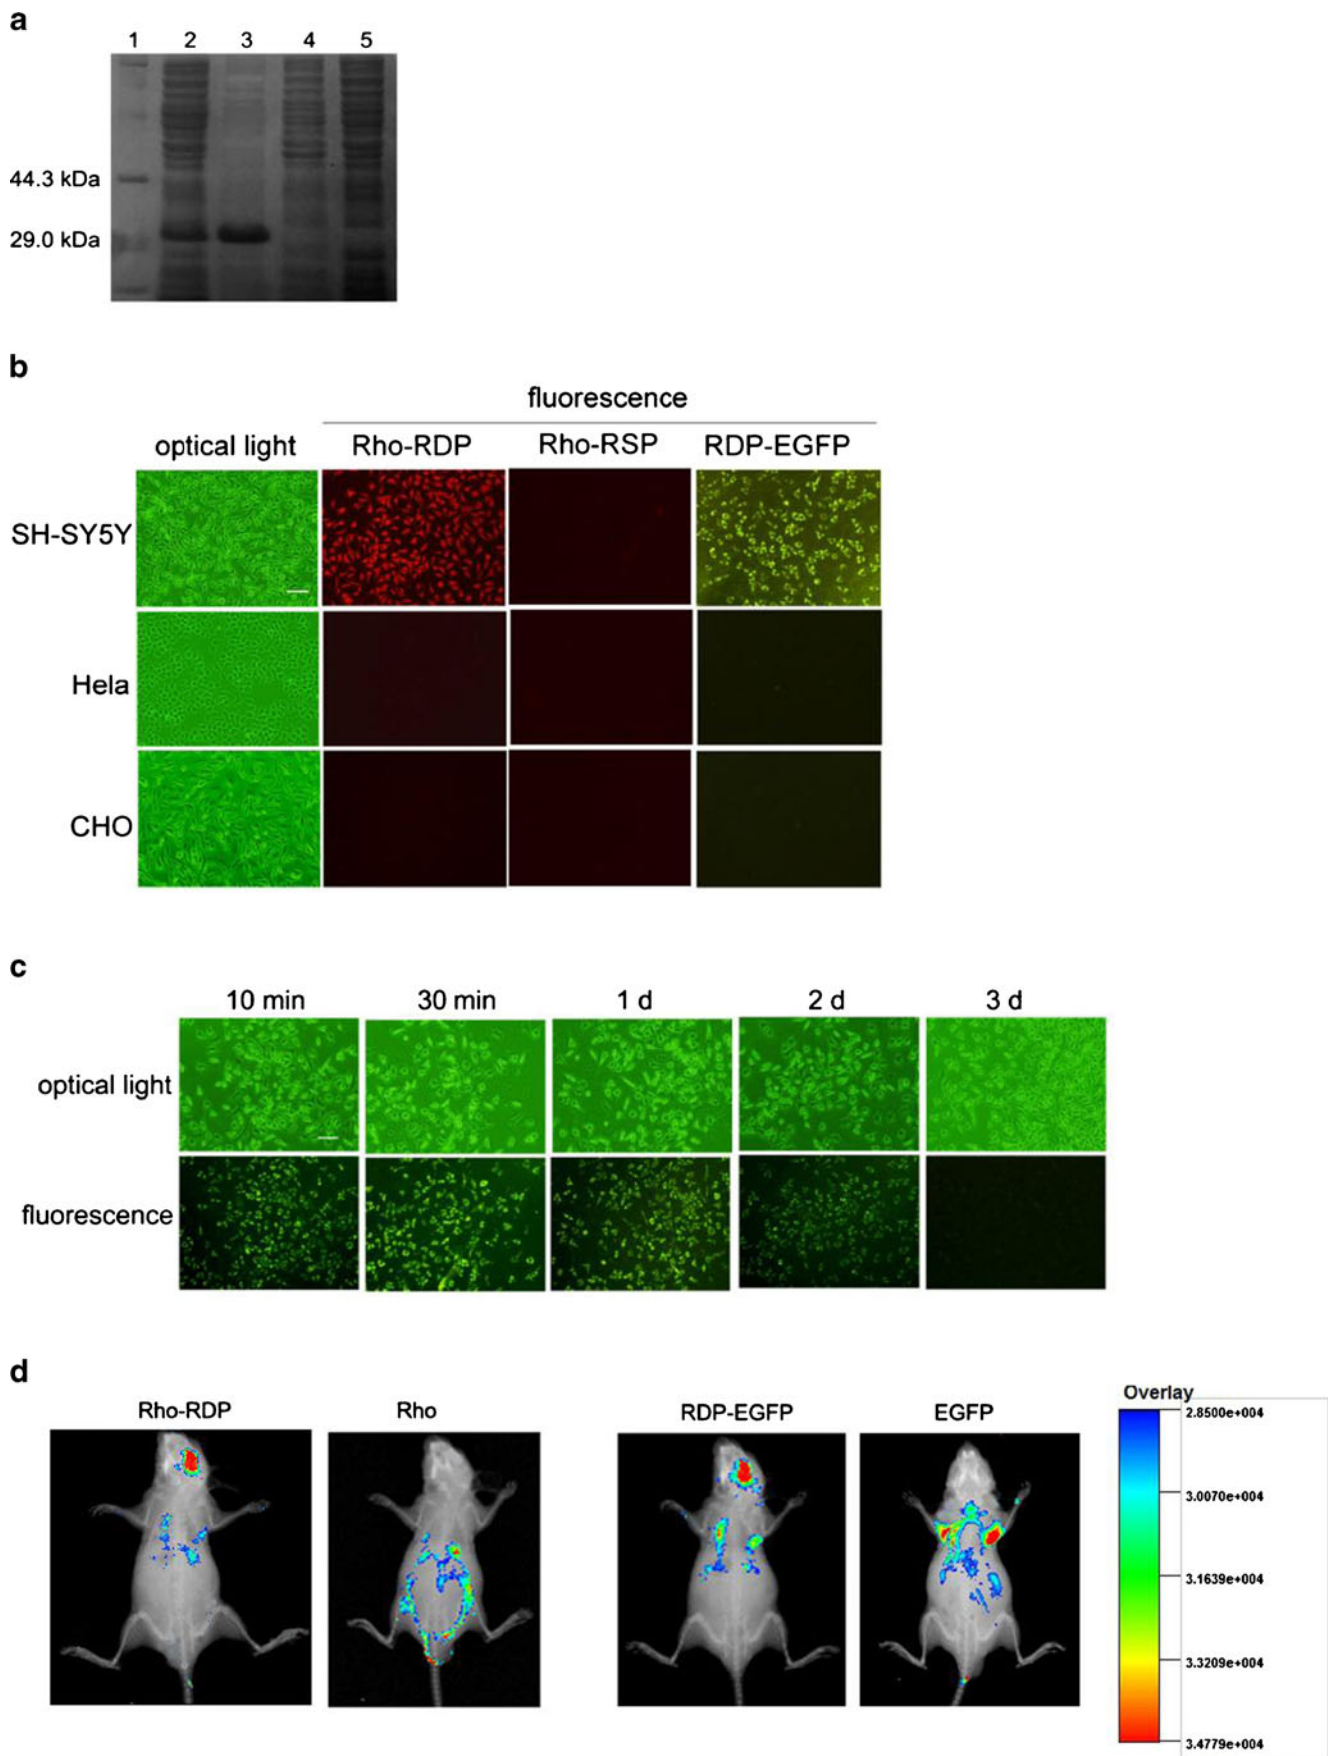 a
1 2 3 4 5
44.3 kDa
29.0 kDa
b
fluorescence
optical light Rho-RDP Rho-RSP RDP-EGFP
SH-SY5Y
Hela
CHO
c
10 min 30 min 1 d 2 d 3 d
optical light
fluorescence
d
Rho-RDP Rho RDP-EGFP EGFP
Overlay
2.8500e+004
3.0070e+004
3.1639e+004
3.3209e+004
3.4779e+004